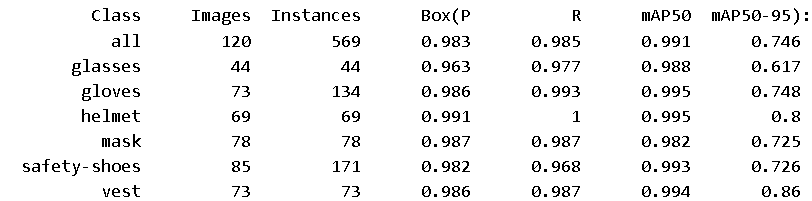 Class Images Instances Box(P R mAP50 mAP50-95):
all 120 569 0.983 0.985 0.991 0.746
glasses 44 44 0.963 0.977 0.988 0.617
gloves 73 134 0.986 0.993 0.995 0.748
helmet 69 69 0.991 1 0.995 0.8
mask 78 78 0.987 0.987 0.982 0.725
safety-shoes 85 171 0.982 0.968 0.993 0.726
vest 73 73 0.986 0.987 0.994 0.86